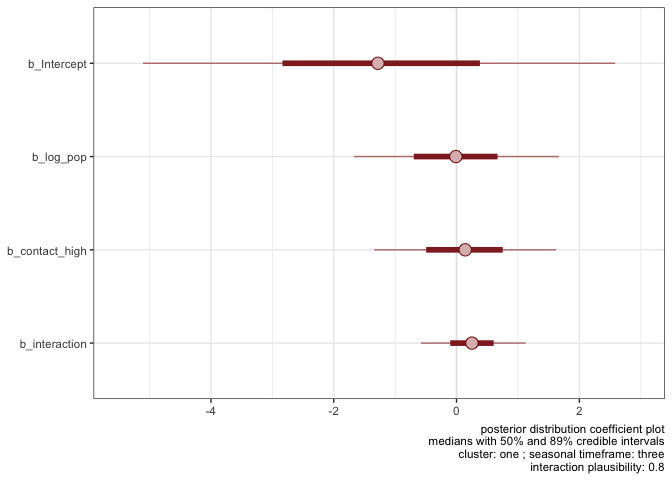 b_Intercept
b_log_pop
b_contact_high
b_interaction
-4 -2 0 2
posterior distribution coefficient plot
medians with 50% and 89% credible intervals
cluster: one ; seasonal timeframe: three
interaction plausibility: 0.8